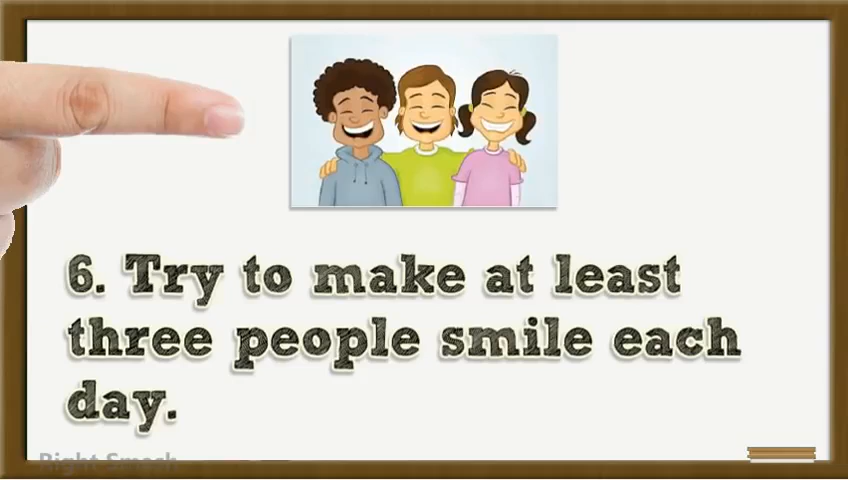 6. Try to make at least
three people smile each
day.